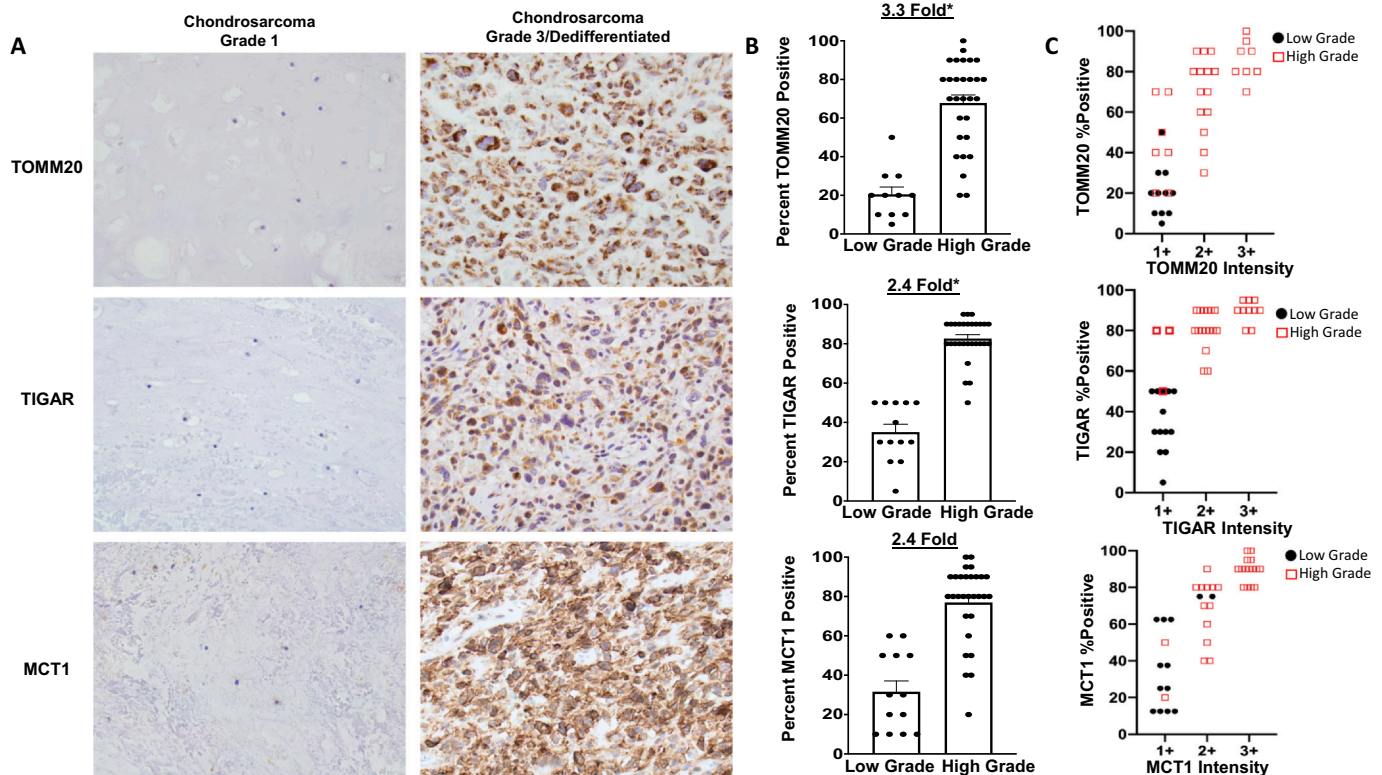 A
Chondrosarcoma
Grade 1
Chondrosarcoma
Grade 3/Dedifferentiated
TOMM20
TIGAR
MCT1
B
3.3 Fold*
Percent TOMM20 Positive
100
80
60
40
20
0
Low Grade High Grade
2.4 Fold*
Percent TIGAR Positive
100
80
60
40
20
0
Low Grade High Grade
2.4 Fold
Percent MCT1 Positive
100
80
60
40
20
0
Low Grade High Grade
C
TOMM20 %Positive
100
80
60
40
20
0
1+ 2+ 3+
TOMM20 Intensity
Low Grade
High Grade
TIGAR %Positive
100
80
60
40
20
0
1+ 2+ 3+
TIGAR Intensity
Low Grade
High Grade
MCT1 %Positive
100
80
60
40
20
0
1+ 2+ 3+
MCT1 Intensity
Low Grade
High Grade